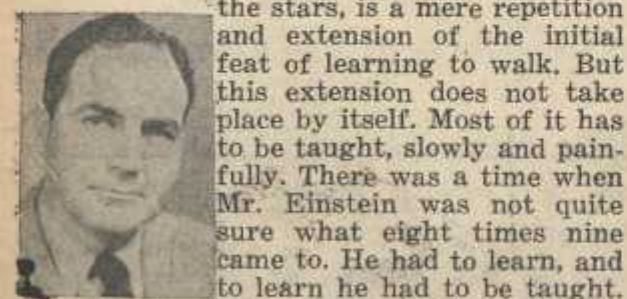 the stars, is a mere repetition
and extension of the initial
feat of learning to walk. But
this extension does not take
place by itself. Most of it has
to be taught, slowly and pain-
fully. There was a time when
Mr. Einstein was not quite
sure what eight times nine
came to. He had to learn, and
to learn he had to be taught.